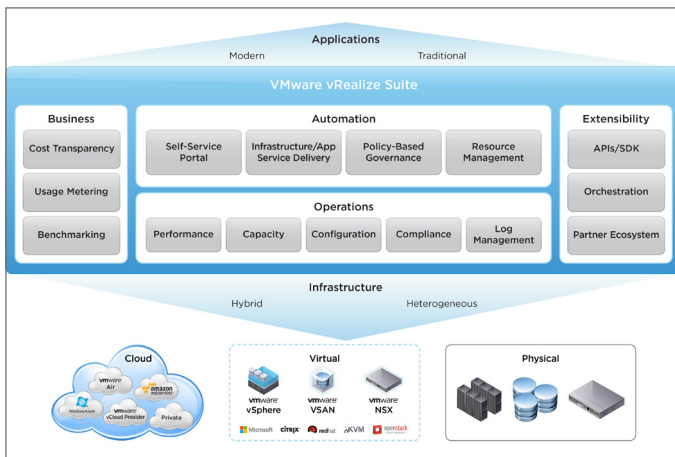 Applications
Modern
Traditional
VMware vRealize Suite
Business
Cost Transparency
Usage Metering
Benchmarking
Automation
Self-Service
Portal
Infrastructure/App
Service Delivery
Policy-Based
Governance
Resource
Management
Operations
Performance
Capacity
Configuration
Compliance
Log
Management
Extensibility
APIs/SDK
Orchestration
Partner Ecosystem
Infrastructure
Hybrid
Heterogeneous
Cloud
vmware
Air
amazon
webservices
WindowsAzure
vmware
vCloud Provider
Private
Virtual
vmware
vSphere
vmware
VSAN
vmware
NSX
Microsoft
CITRIX
redhat
KVM
openstack
Physical